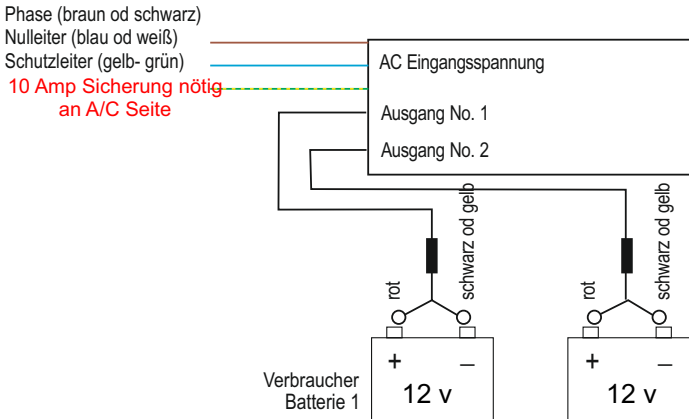 Phase (braun od schwarz)
Nulleiter (blau od weiß)
Schutzleiter (gelb- grün)
10 Amp Sicherung nötig
an A/C Seite
AC Eingangsspannung
Ausgang No. 1
Ausgang No. 2
rot
schwarz od gelb
rot
schwarz od gelb
+ –
+ –
Verbraucher
Batterie 1
12 v
12 v